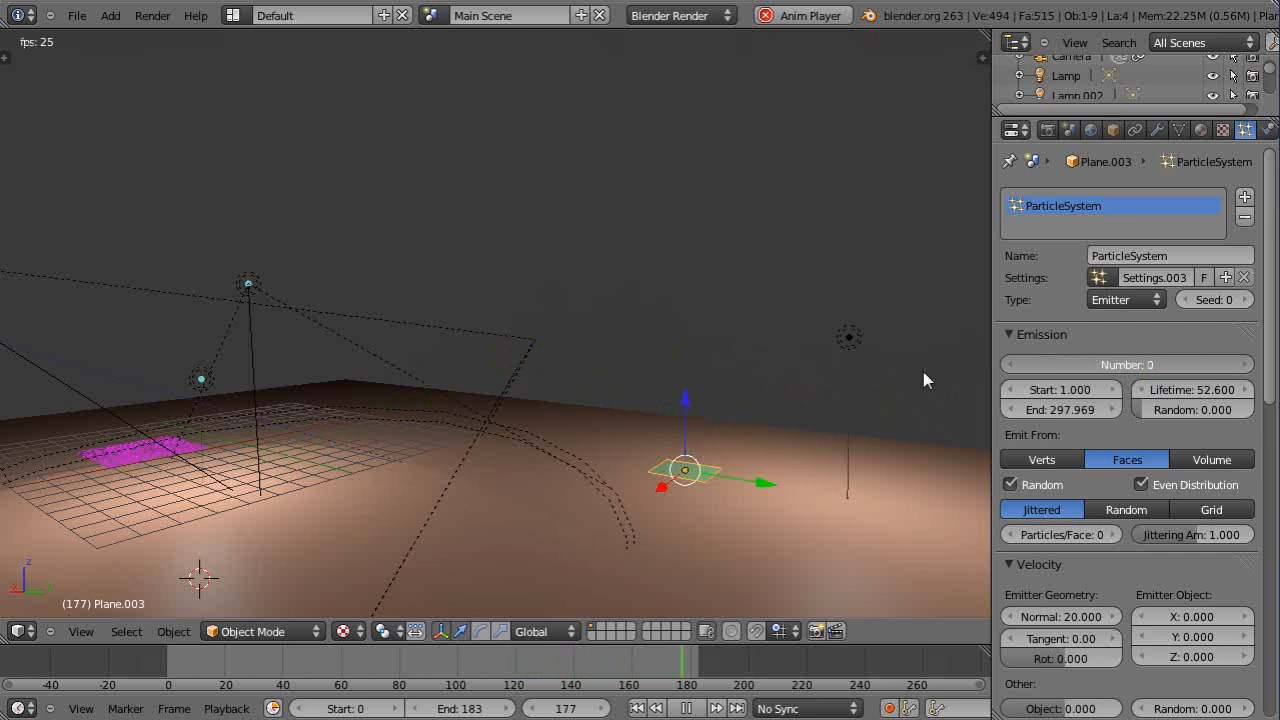 File Add Render Help Default Main Scene Blender Render Anim Player blender.org 263 | Ve:494 | Fa:515 | Ob:1-9 | La:4 | Mem:22.25M (0.56M) |
fps: 25
View Search All Scenes
Camera
Lamp
Lamp.002
Plane.003 ParticleSystem
ParticleSystem
Name: ParticleSystem
Settings: Settings.003 F
Type: Emitter Seed: 0
Emission
Number: 0
Start: 1.000 Lifetime: 52.600
End: 297.969 Random: 0.000
Emit From:
Verts Faces Volume
Random Even Distribution
Jittered Random Grid
Particles/Face: 0 Jittering Am: 1.000
Velocity
Emitter Geometry: Emitter Object:
Normal: 20.000 X: 0.000
Tangent: 0.00 Y: 0.000
Rot: 0.000 Z: 0.000
Other:
Object: 0.000 Random: 0.000
z
x y
(177) Plane.003
View Select Object Object Mode Global
-40 -20 0 20 40 60 80 100 120 140 160 180 200 220 240 260
View Marker Frame Playback Start: 0 End: 183 177 No Sync